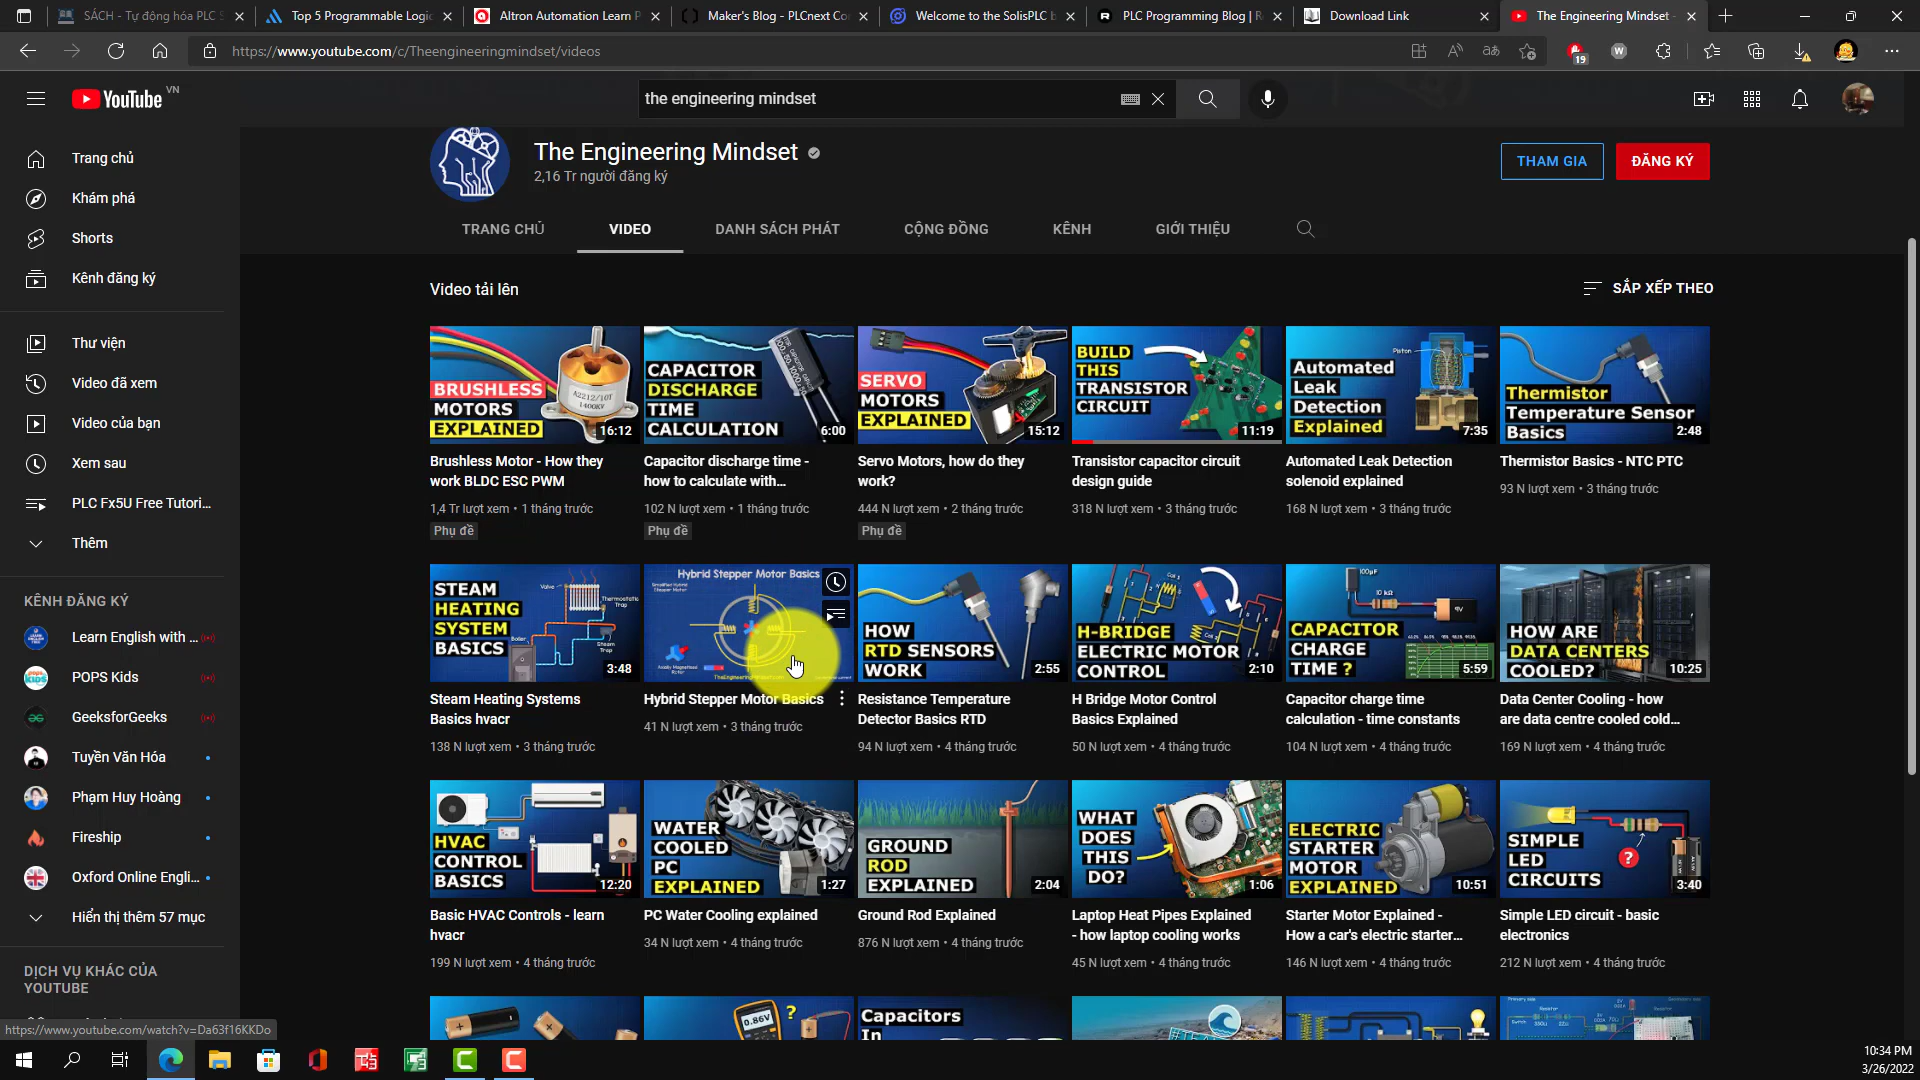 SÁCH - Tự động hóa PLC S
Top 5 Programmable Logic
Altron Automation Learn P
Maker's Blog - PLCnext Co
Welcome to the SolisPLC b
PLC Programming Blog | R
Download Link
The Engineering Mindset -
https://www.youtube.com/c/Theengineeringmindset/videos
19
YouTube VN
the engineering mindset
The Engineering Mindset
2,16 Tr người đăng ký
THAM GIA
ĐĂNG KÝ
TRANG CHỦ
VIDEO
DANH SÁCH PHÁT
CỘNG ĐỒNG
KÊNH
GIỚI THIỆU
Trang chủ
Khám phá
Shorts
Kênh đăng ký
Thư viện
Video đã xem
Video của bạn
Xem sau
PLC Fx5U Free Tutori...
Thêm
KÊNH ĐĂNG KÝ
Learn English with ...
POPS Kids
GeeksforGeeks
Tuyền Văn Hóa
Phạm Huy Hoàng
Fireship
Oxford Online Engli...
Hiển thị thêm 57 mục
DỊCH VỤ KHÁC CỦA
YOUTUBE
Video tải lên
SẮP XẾP THEO
BRUSHLESS
MOTORS
EXPLAINED
A2212/10T
1400KV
16:12
Brushless Motor - How they
work BLDC ESC PWM
1,4 Tr lượt xem • 1 tháng trước
Phụ đề
CAPACITOR
DISCHARGE
TIME
CALCULATION
6:00
Capacitor discharge time -
how to calculate with...
102 N lượt xem • 1 tháng trước
Phụ đề
SERVO
MOTORS
EXPLAINED
15:12
Servo Motors, how do they
work?
444 N lượt xem • 2 tháng trước
Phụ đề
BUILD
THIS
TRANSISTOR
CIRCUIT
11:19
Transistor capacitor circuit
design guide
318 N lượt xem • 3 tháng trước
Piston
Automated
Leak
Detection
Explained
7:35
Automated Leak Detection
solenoid explained
168 N lượt xem • 3 tháng trước
Thermistor
Temperature Sensor
Basics
2:48
Thermistor Basics - NTC PTC
93 N lượt xem • 3 tháng trước
STEAM
HEATING
SYSTEM
BASICS
Valve
Thermostatic
Trap
Boiler
Steam
Trap
3:48
Steam Heating Systems
Basics hvacr
138 N lượt xem • 3 tháng trước
Hybrid Stepper Motor Basics
TheEngineeringMindset.com
Hybrid Stepper Motor Basics
41 N lượt xem • 3 tháng trước
HOW
RTD SENSORS
WORK
2:55
Resistance Temperature
Detector Basics RTD
94 N lượt xem • 4 tháng trước
H-BRIDGE
ELECTRIC MOTOR
CONTROL
2:10
H Bridge Motor Control
Basics Explained
50 N lượt xem • 4 tháng trước
100µF
10 kΩ
9V
CAPACITOR
CHARGE
TIME ?
5:59
Capacitor charge time
calculation - time constants
104 N lượt xem • 4 tháng trước
HOW ARE
DATA CENTERS
COOLED?
10:25
Data Center Cooling - how
are data centre cooled cold...
169 N lượt xem • 4 tháng trước
HVAC
CONTROL
BASICS
12:20
Basic HVAC Controls - learn
hvacr
199 N lượt xem • 4 tháng trước
WATER
COOLED
PC
EXPLAINED
1:27
PC Water Cooling explained
34 N lượt xem • 4 tháng trước
GROUND
ROD
EXPLAINED
2:04
Ground Rod Explained
876 N lượt xem • 4 tháng trước
WHAT
DOES
THIS
DO?
1:06
Laptop Heat Pipes Explained
- how laptop cooling works
45 N lượt xem • 4 tháng trước
ELECTRIC
STARTER
MOTOR
EXPLAINED
10:51
Starter Motor Explained -
How a car's electric starter...
146 N lượt xem • 4 tháng trước
SIMPLE
LED
CIRCUITS
?
3:40
Simple LED circuit - basic
electronics
212 N lượt xem • 4 tháng trước
0.86V
?
Capacitors
In
https://www.youtube.com/watch?v=Da63f16KKDo
10:34 PM
3/26/2022